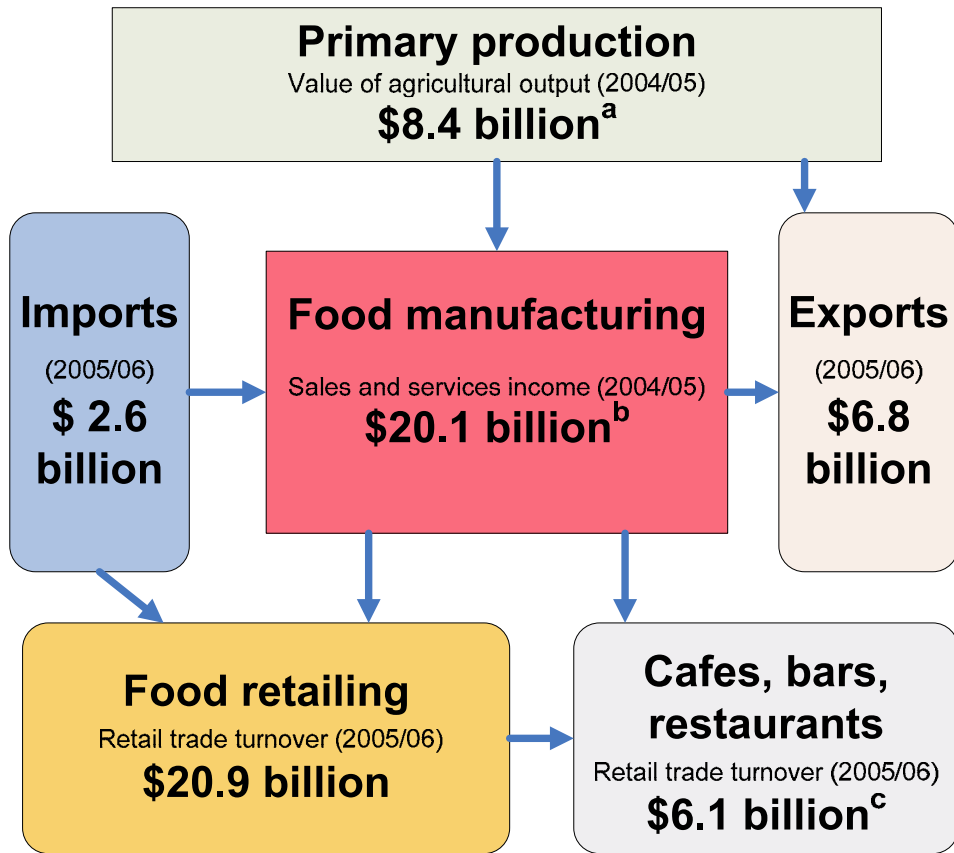 Primary production
Value of agricultural output (2004/05)
$8.4 billionᵃ
Imports
(2005/06)
$ 2.6
billion
Food manufacturing
Sales and services income (2004/05)
$20.1 billionᵇ
Exports
(2005/06)
$6.8
billion
Food retailing
Retail trade turnover (2005/06)
$20.9 billion
Cafes, bars,
restaurants
Retail trade turnover (2005/06)
$6.1 billionᶜ